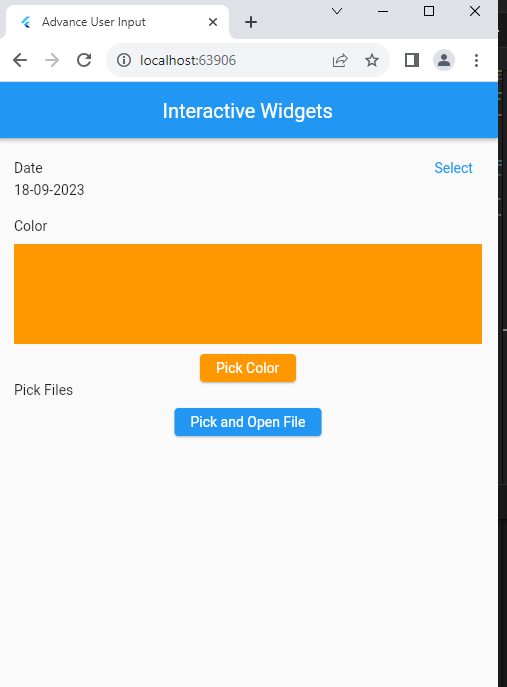 Advance User Input
localhost:63906
Interactive Widgets
Date
Select
18-09-2023
Color
Pick Color
Pick Files
Pick and Open File